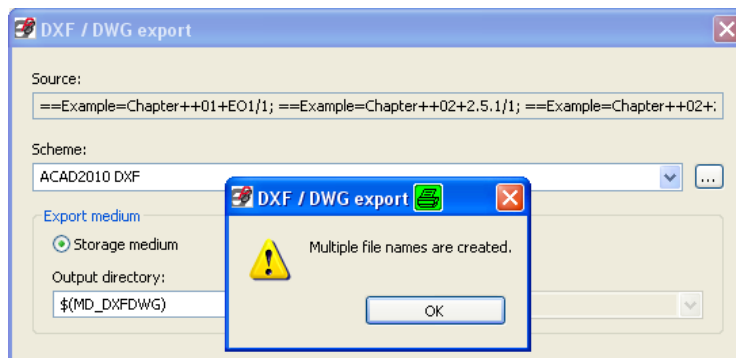 DXF / DWG export
Source:
==Example=Chapter++01+EO1/1; ==Example=Chapter++02+2.5.1/1; ==Example=Chapter++02+
Scheme:
ACAD2010 DXF
...
DXF / DWG export
Export medium
Storage medium
Multiple file names are created.
Output directory:
$(MD_DXFDWG)
OK